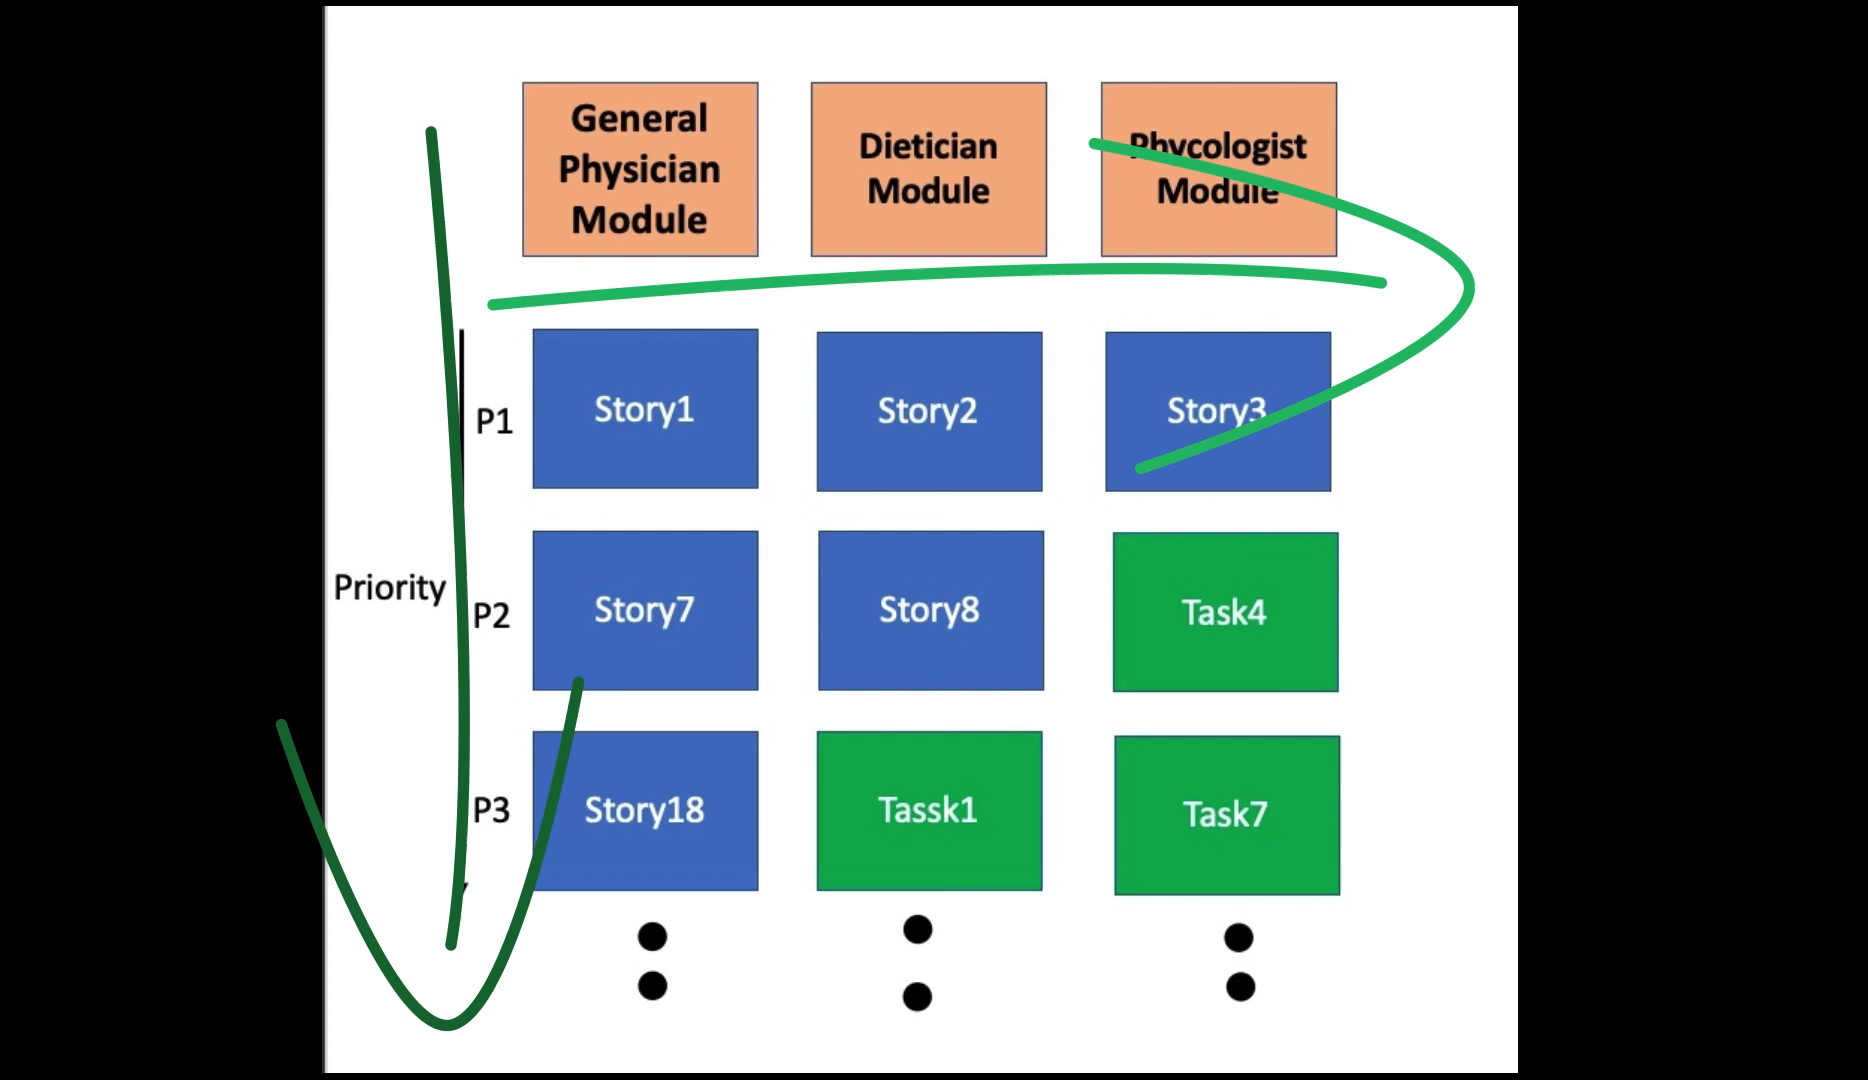 General
Physician
Module
Dietician
Module
Phycologist
Module
P1
Story1
Story2
Story3
Priority
P2
Story7
Story8
Task4
P3
Story18
Tassk1
Task7